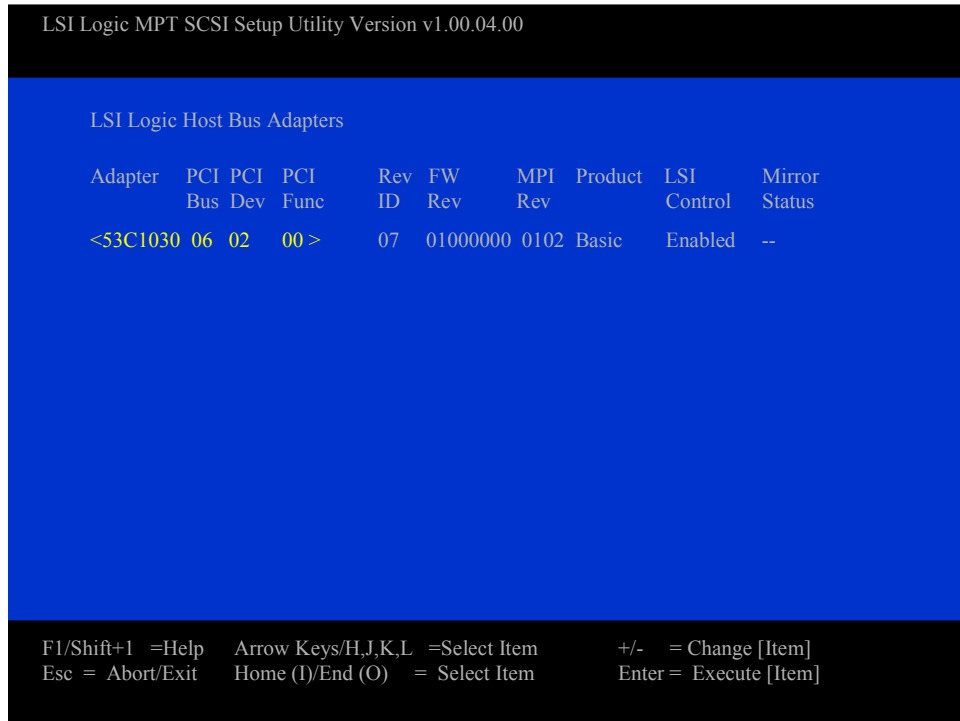 LSI Logic MPT SCSI Setup Utility Version v1.00.04.00
LSI Logic Host Bus Adapters
Adapter PCI PCI PCI Rev FW MPI Product LSI Mirror
Bus Dev Func ID Rev Rev Control Status
<53C1030 06 02 00 > 07 01000000 0102 Basic Enabled --
F1/Shift+1 =Help Arrow Keys/H,J,K,L =Select Item +/- = Change [Item]
Esc = Abort/Exit Home (I)/End (O) = Select Item Enter = Execute [Item]